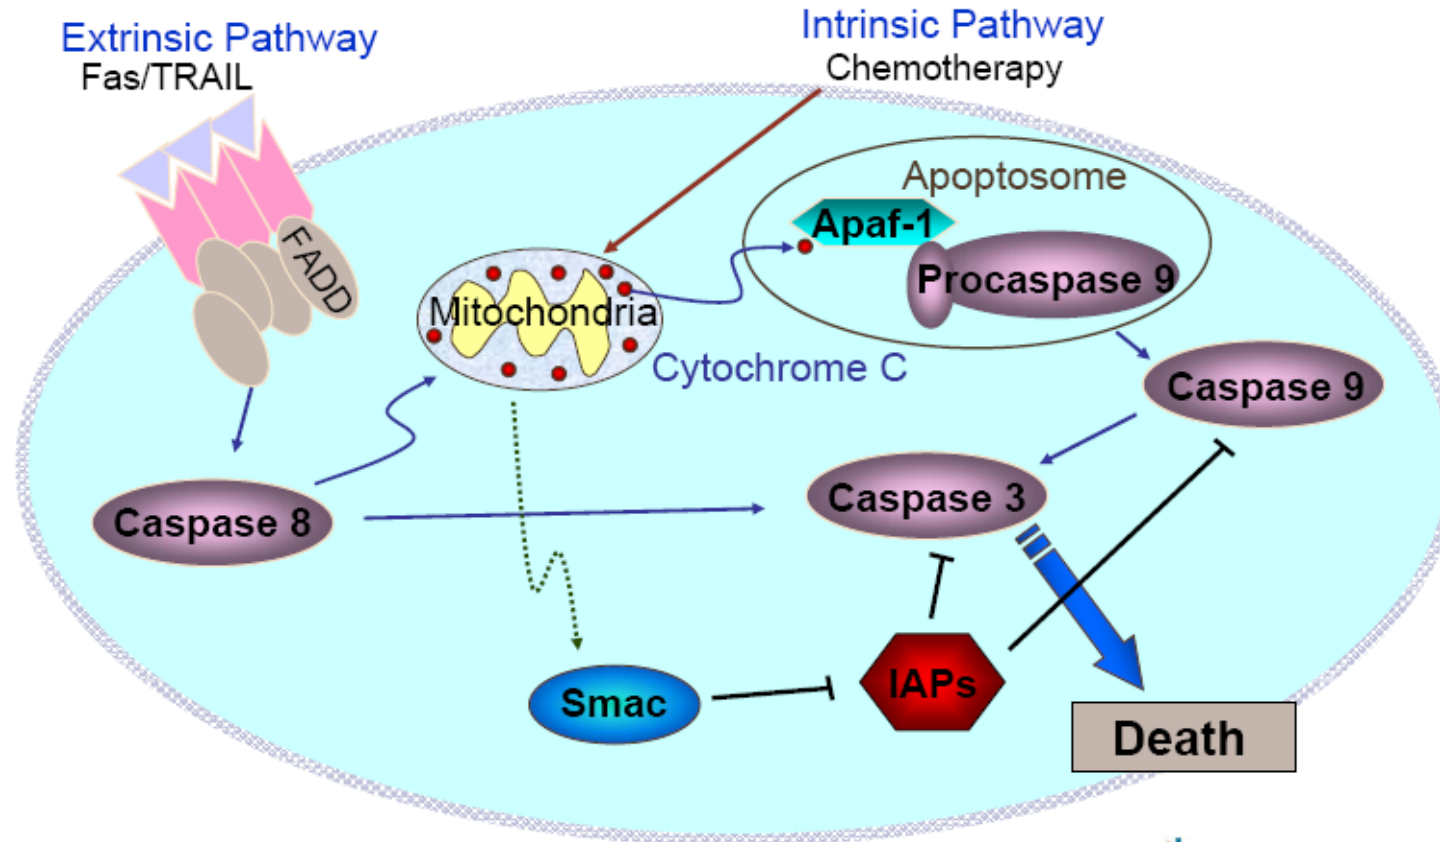 Extrinsic Pathway
Fas/TRAIL
Intrinsic Pathway
Chemotherapy
Apoptosome
Apaf-1
FADD
Procaspase 9
Mitochondria
Cytochrome C
Caspase 9
Caspase 3
Caspase 8
IAPs
Smac
Death